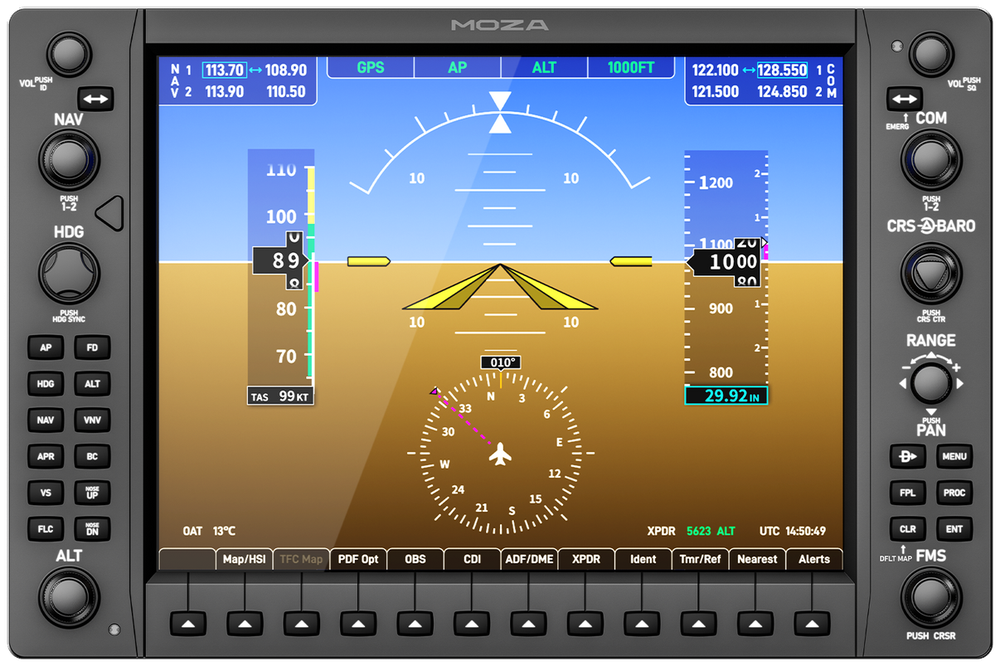 MOZA
VOL PUSH ID
NAV
PUSH 1-2
HDG
PUSH HDG SYNC
AP FD
HDG ALT
NAV VNV
APR BC
VS NOSE UP
FLC NOSE DN
ALT
NAV 1 113.70 ↔ 108.90
2 113.90 110.50
GPS AP ALT 1000FT
122.100 ↔ 128.550 1 COM
121.500 124.850 2
10 10
110
100
89
80
70
TAS 99KT
1200
1100
1000
900
800
2
1
1
2
29.92IN
10 10
010°
N 3 6 E 12 15 S 21 24 W 30 33
OAT 13°C
XPDR 5623 ALT UTC 14:50:49
Map/HSI TFC Map PDF Opt OBS CDI ADF/DME XPDR Ident Tmr/Ref Nearest Alerts
VOL PUSH SQ
EMERG
COM
PUSH 1-2
CRS BARO
PUSH CRS CTR
RANGE
- +
PUSH PAN
D MENU
FPL PROC
CLR ENT
DFLT MAP FMS
PUSH CRSR